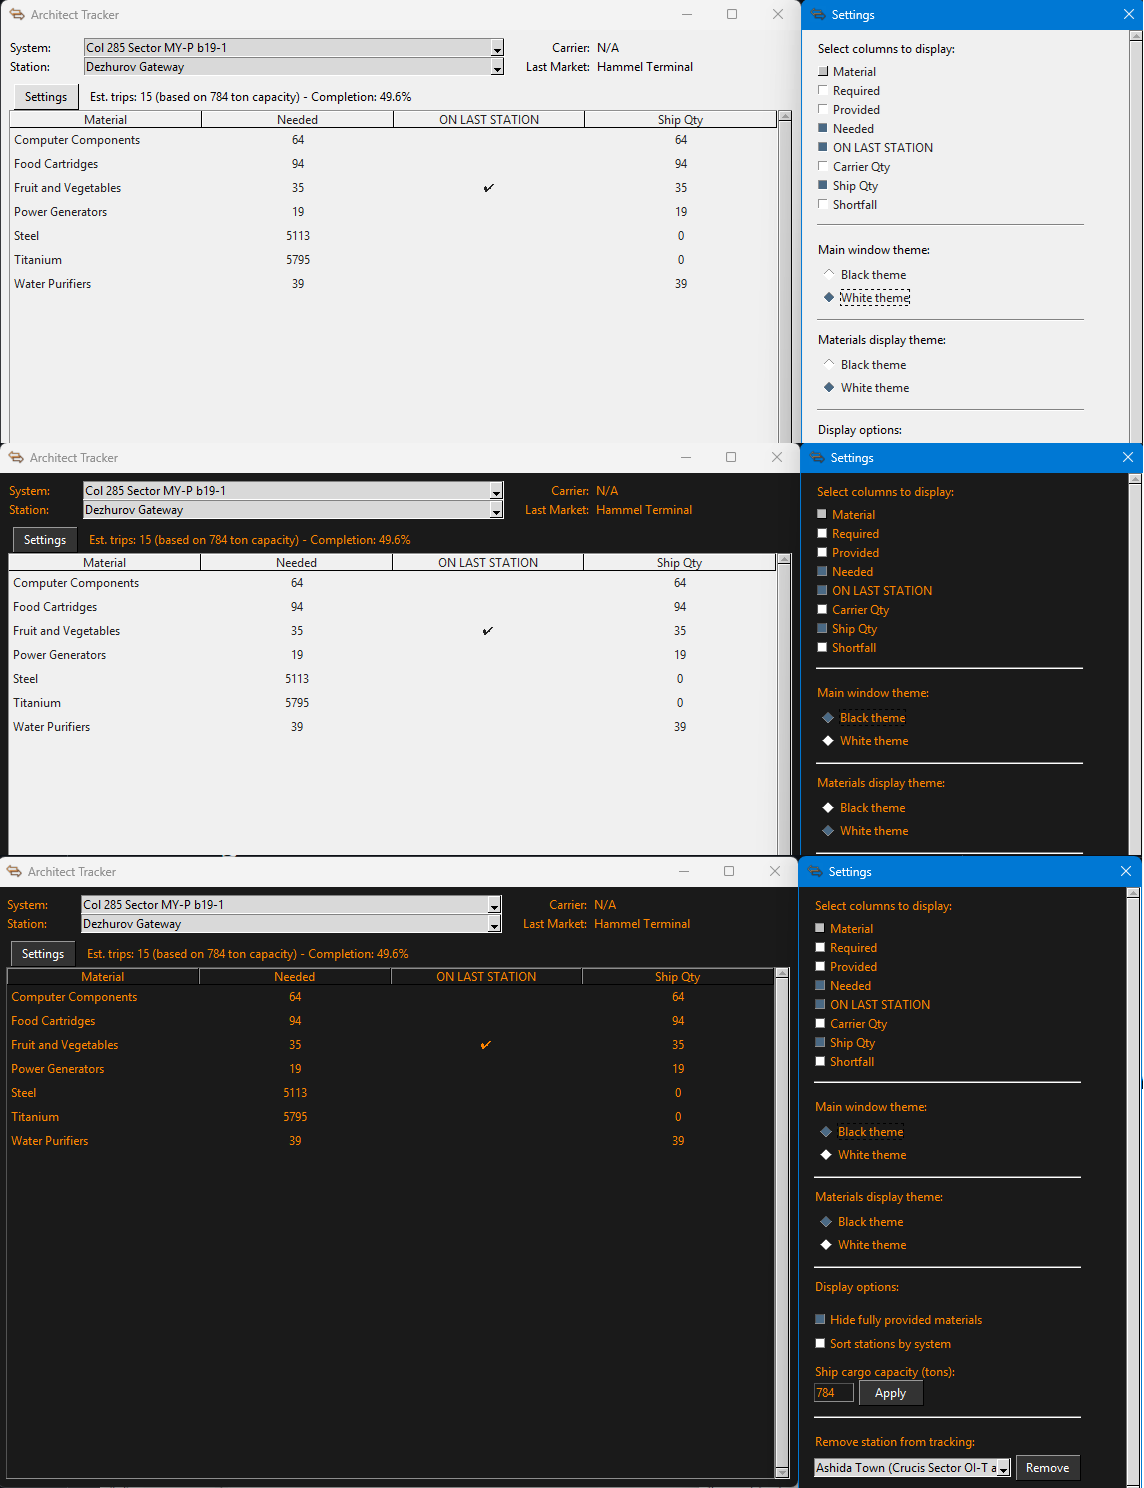 Architect Tracker
System: Col 285 Sector MY-P b19-1 Carrier: N/A
Station: Dezhurov Gateway Last Market: Hammel Terminal
Settings Est. trips: 15 (based on 784 ton capacity) - Completion: 49.6%
Material Needed ON LAST STATION Ship Qty
Computer Components 64 64
Food Cartridges 94 94
Fruit and Vegetables 35 ✔ 35
Power Generators 19 19
Steel 5113 0
Titanium 5795 0
Water Purifiers 39 39
Settings
Select columns to display:
Material
Required
Provided
Needed
ON LAST STATION
Carrier Qty
Ship Qty
Shortfall
Main window theme:
Black theme
White theme
Materials display theme:
Black theme
White theme
Display options:
Architect Tracker
System: Col 285 Sector MY-P b19-1 Carrier: N/A
Station: Dezhurov Gateway Last Market: Hammel Terminal
Settings Est. trips: 15 (based on 784 ton capacity) - Completion: 49.6%
Material Needed ON LAST STATION Ship Qty
Computer Components 64 64
Food Cartridges 94 94
Fruit and Vegetables 35 ✔ 35
Power Generators 19 19
Steel 5113 0
Titanium 5795 0
Water Purifiers 39 39
Settings
Select columns to display:
Material
Required
Provided
Needed
ON LAST STATION
Carrier Qty
Ship Qty
Shortfall
Main window theme:
Black theme
White theme
Materials display theme:
Black theme
White theme
Architect Tracker
System: Col 285 Sector MY-P b19-1 Carrier: N/A
Station: Dezhurov Gateway Last Market: Hammel Terminal
Settings Est. trips: 15 (based on 784 ton capacity) - Completion: 49.6%
Material Needed ON LAST STATION Ship Qty
Computer Components 64 64
Food Cartridges 94 94
Fruit and Vegetables 35 ✔ 35
Power Generators 19 19
Steel 5113 0
Titanium 5795 0
Water Purifiers 39 39
Settings
Select columns to display:
Material
Required
Provided
Needed
ON LAST STATION
Carrier Qty
Ship Qty
Shortfall
Main window theme:
Black theme
White theme
Materials display theme:
Black theme
White theme
Display options:
Hide fully provided materials
Sort stations by system
Ship cargo capacity (tons):
784 Apply
Remove station from tracking:
Ashida Town (Crucis Sector OI-T a Remove